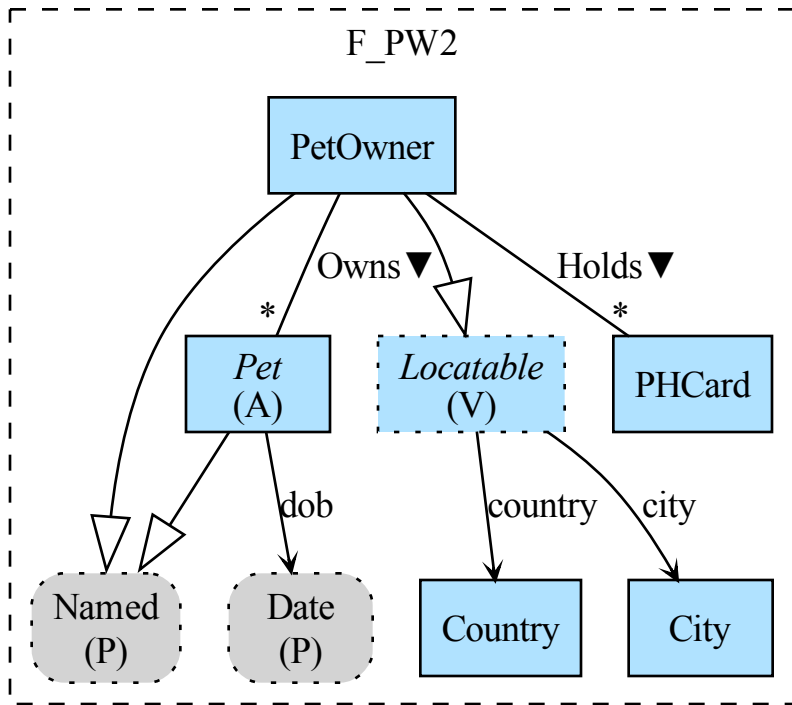 F_PW2
PetOwner
Owns▼
Holds▼
*
*
Pet
(A)
Locatable
(V)
PHCard
dob
country
city
Named
(P)
Date
(P)
Country
City